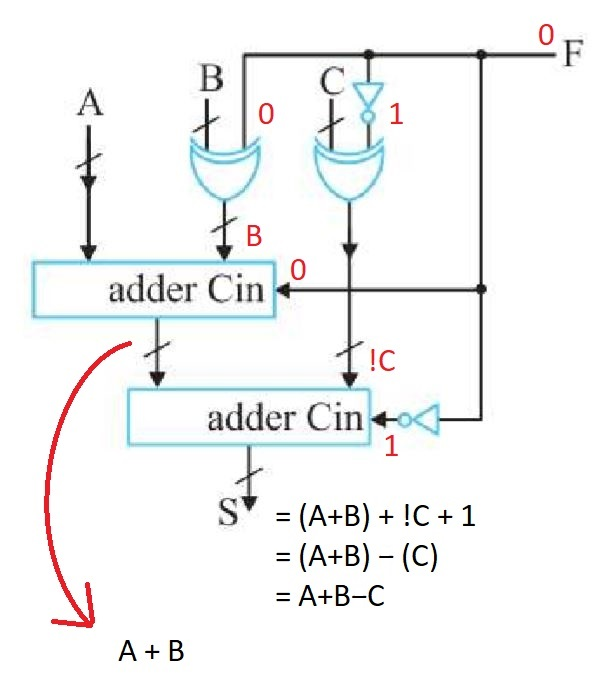 0 F
B
C
A
0
1
B
0
adder Cin
!C
adder Cin
1
S = (A+B) + !C + 1
= (A+B) – (C)
= A+B–C
A + B